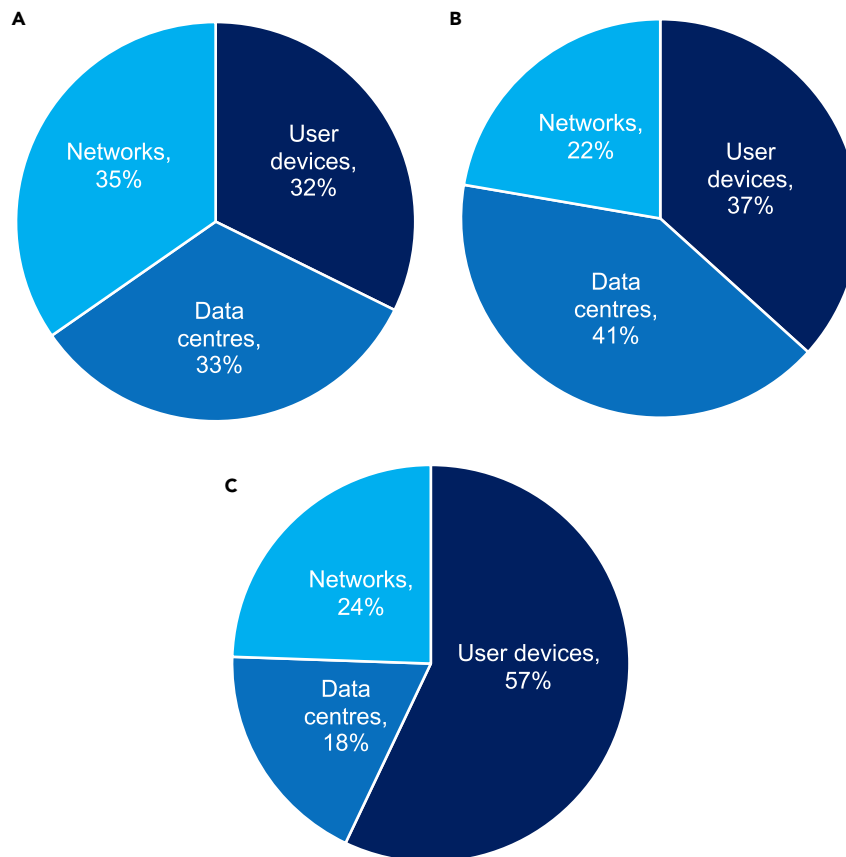 A
Networks,
35%
User
devices,
32%
Data
centres,
33%
B
Networks,
22%
User
devices,
37%
Data
centres,
41%
C
Networks,
24%
User devices,
57%
Data
centres,
18%